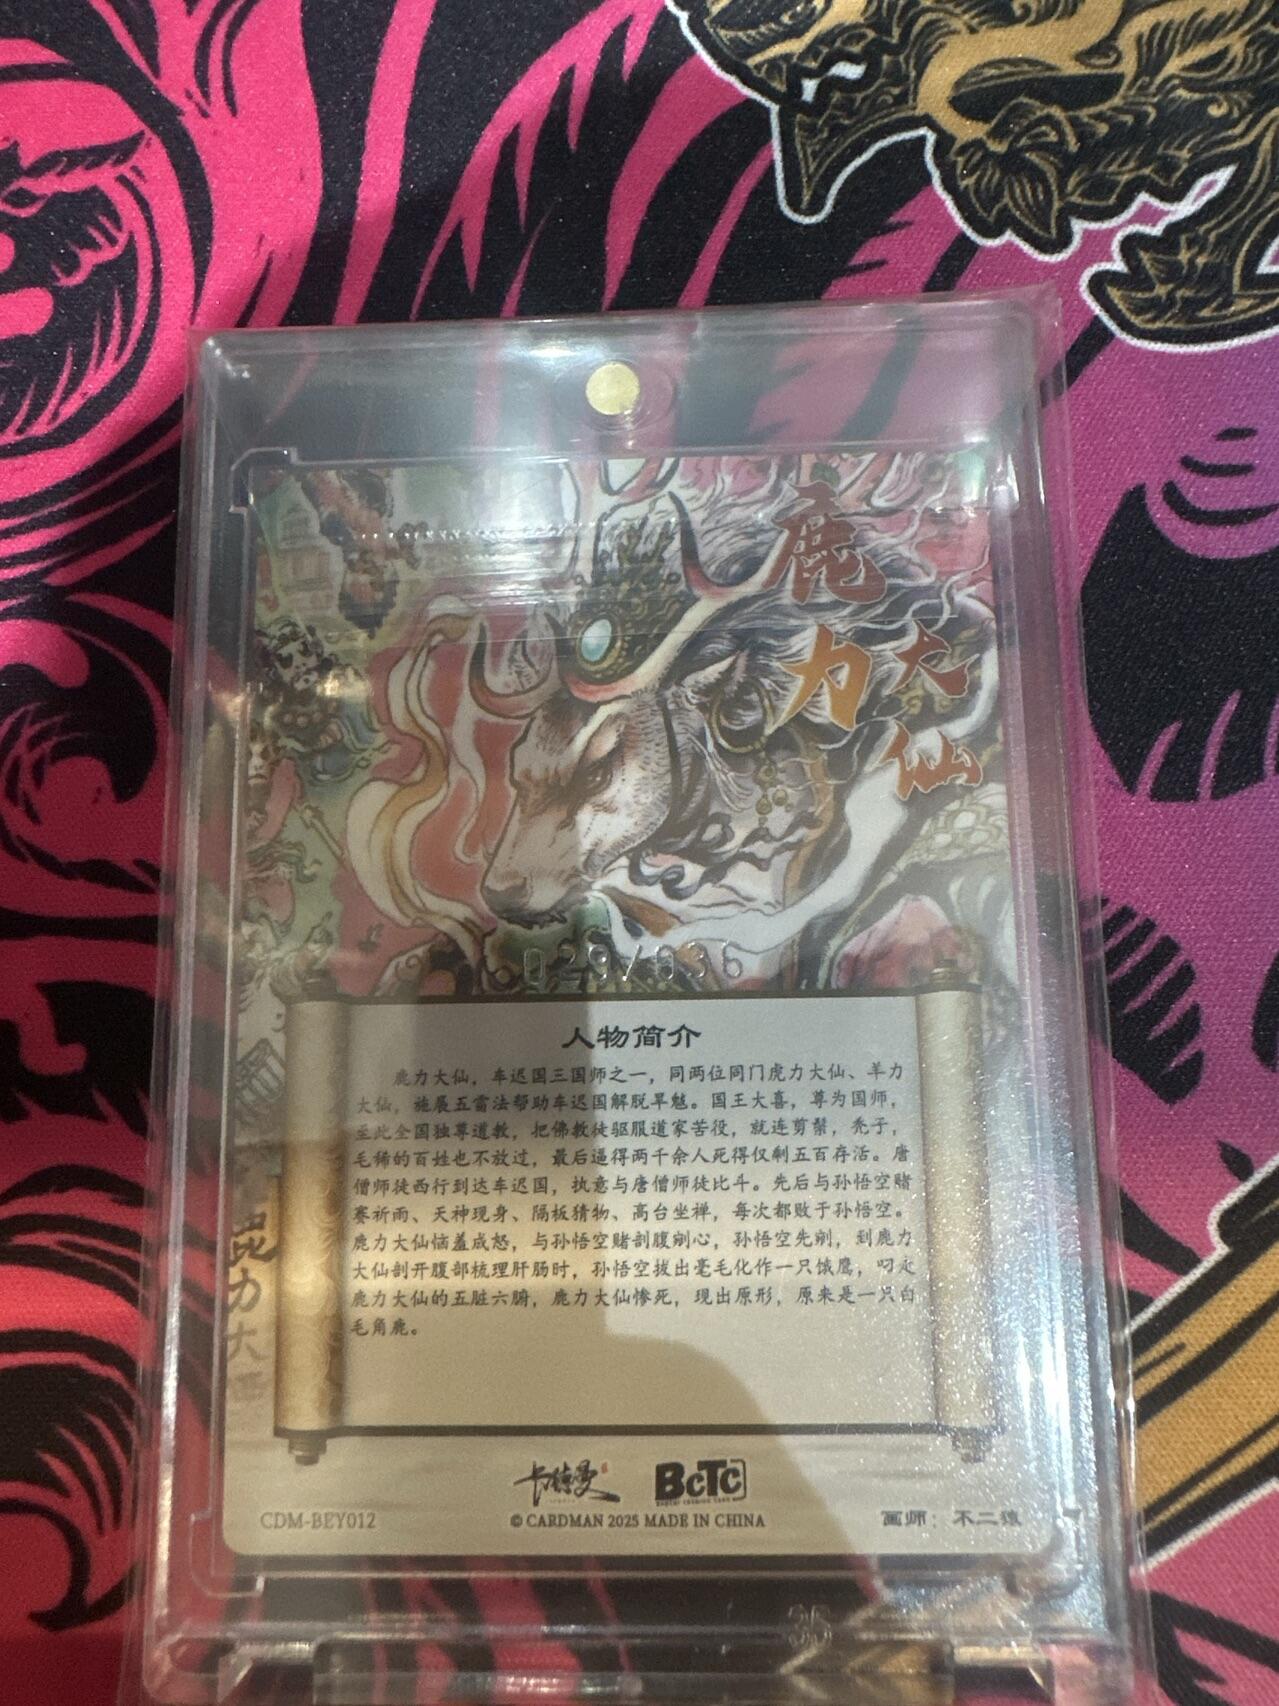 鹿力
大仙
029/036
人物简介
鹿力大仙，车迟国三国师之一，同两位同门虎力大仙、羊力
大仙，施展五雷法帮助车迟国解脱旱魃。国王大喜，尊为国师，
至此全国独尊道教，把佛教徒驱服道家苦役，就连剪鬃、秃子，
毛稀的百姓也不放过，最后逼得两千余人死得仅剩五百存活。唐
僧师徒西行到达车迟国，执意与唐僧师徒比斗。先后与孙悟空赌
赛祈雨、天神现身、隔板猜物、高台坐禅，每次都败于孙悟空。
鹿力大仙恼羞成怒，与孙悟空赌剖腹剜心，孙悟空先剜，到鹿力
大仙剖开腹部梳理肝肠时，孙悟空拔出毫毛化作一只饿鹰，叼走
鹿力大仙的五脏六腑，鹿力大仙惨死，现出原形，原来是一只白
毛角鹿。
鹿力大仙
卡德曼
BCTC
CDM-BEY012
© CARDMAN 2025 MADE IN CHINA
画师：不二猿
35